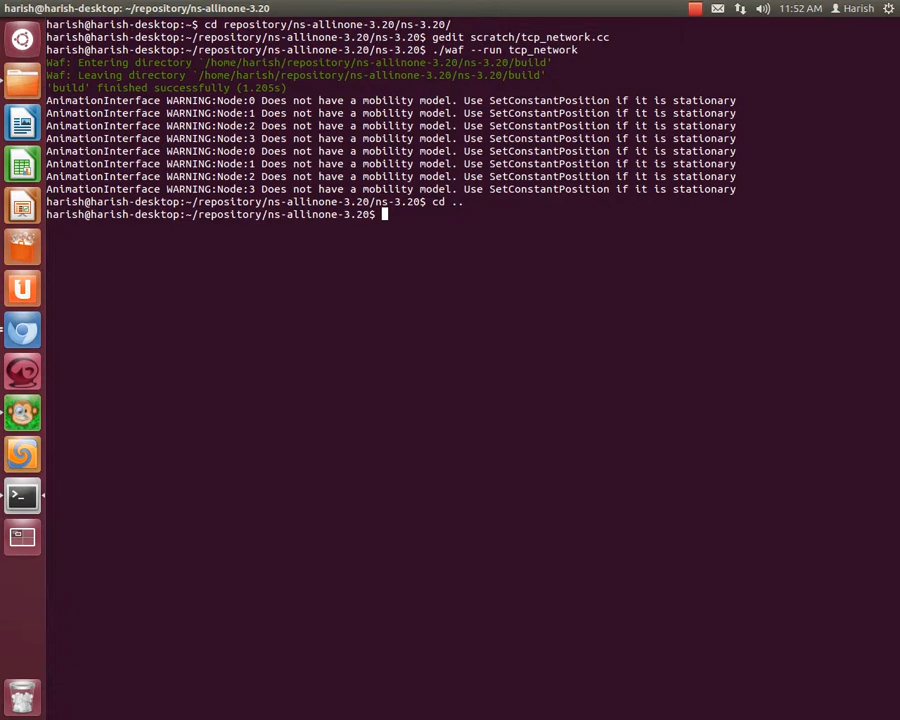 harish@harish-desktop: ~/repository/ns-allinone-3.20
11:52 AM
Harish
harish@harish-desktop:~$ cd repository/ns-allinone-3.20/ns-3.20/
harish@harish-desktop:~/repository/ns-allinone-3.20/ns-3.20$ gedit scratch/tcp_network.cc
harish@harish-desktop:~/repository/ns-allinone-3.20/ns-3.20$ ./waf --run tcp_network
Waf: Entering directory `/home/harish/repository/ns-allinone-3.20/ns-3.20/build'
Waf: Leaving directory `/home/harish/repository/ns-allinone-3.20/ns-3.20/build'
'build' finished successfully (1.205s)
AnimationInterface WARNING:Node:0 Does not have a mobility model. Use SetConstantPosition if it is stationary
AnimationInterface WARNING:Node:1 Does not have a mobility model. Use SetConstantPosition if it is stationary
AnimationInterface WARNING:Node:2 Does not have a mobility model. Use SetConstantPosition if it is stationary
AnimationInterface WARNING:Node:3 Does not have a mobility model. Use SetConstantPosition if it is stationary
AnimationInterface WARNING:Node:0 Does not have a mobility model. Use SetConstantPosition if it is stationary
AnimationInterface WARNING:Node:1 Does not have a mobility model. Use SetConstantPosition if it is stationary
AnimationInterface WARNING:Node:2 Does not have a mobility model. Use SetConstantPosition if it is stationary
AnimationInterface WARNING:Node:3 Does not have a mobility model. Use SetConstantPosition if it is stationary
harish@harish-desktop:~/repository/ns-allinone-3.20/ns-3.20$ cd ..
harish@harish-desktop:~/repository/ns-allinone-3.20$